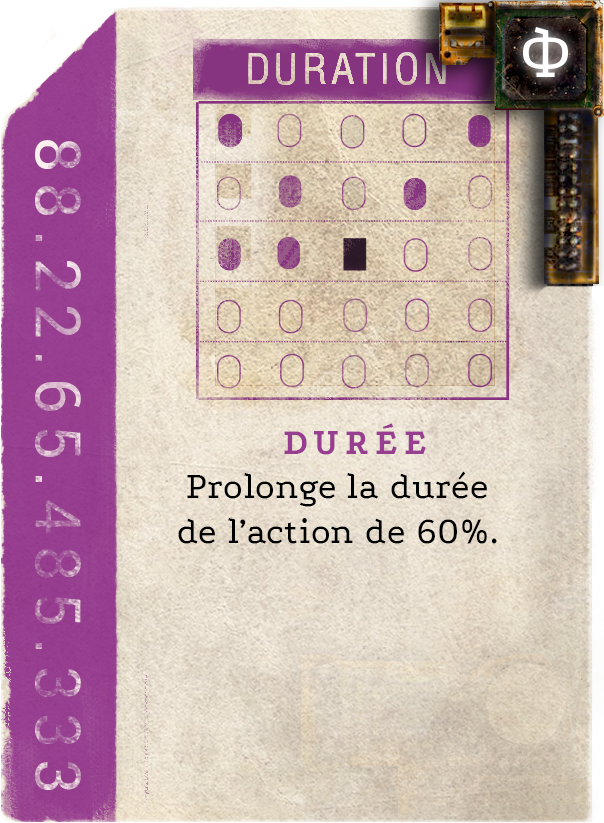 DURATION
Ф
88.22.65.485.333
DURÉE
Prolonge la durée
de l’action de 60%.